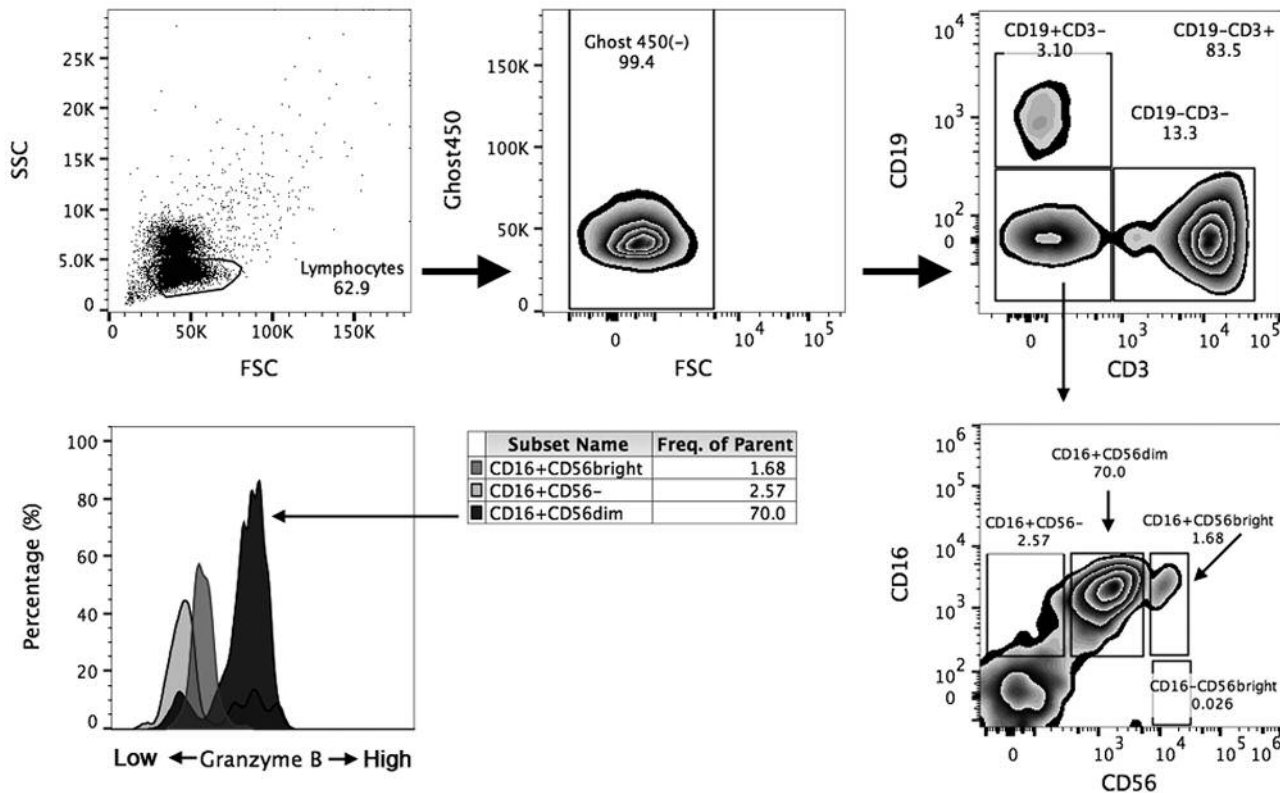 SSC
25K
20K
15K
10K
5.0K
0
Lymphocytes
62.9
0 50K 100K 150K
FSC
Ghost450
150K
100K
50K
0
Ghost 450(-)
99.4
0 10^4 10^5
FSC
CD19
10^4
10^3
10^2
0
CD19+CD3-
3.10
CD19-CD3+
83.5
CD19-CD3-
13.3
0 10^3 10^4 10^5
CD3
Percentage (%)
100
80
60
40
20
0
Low Granzyme B High
Subset Name Freq. of Parent
CD16+CD56bright 1.68
CD16+CD56- 2.57
CD16+CD56dim 70.0
CD16
10^6
10^5
10^4
10^3
10^2
0
CD16+CD56dim
70.0
CD16+CD56-
2.57
CD16+CD56bright
1.68
CD16-CD56bright
0.026
0 10^3 10^4 10^5 10^6
CD56